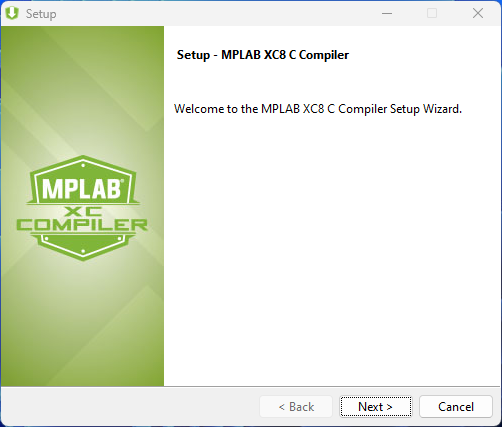 Setup
Setup - MPLAB XC8 C Compiler
Welcome to the MPLAB XC8 C Compiler Setup Wizard.
MPLAB®
XC
COMPILER
< Back
Next >
Cancel